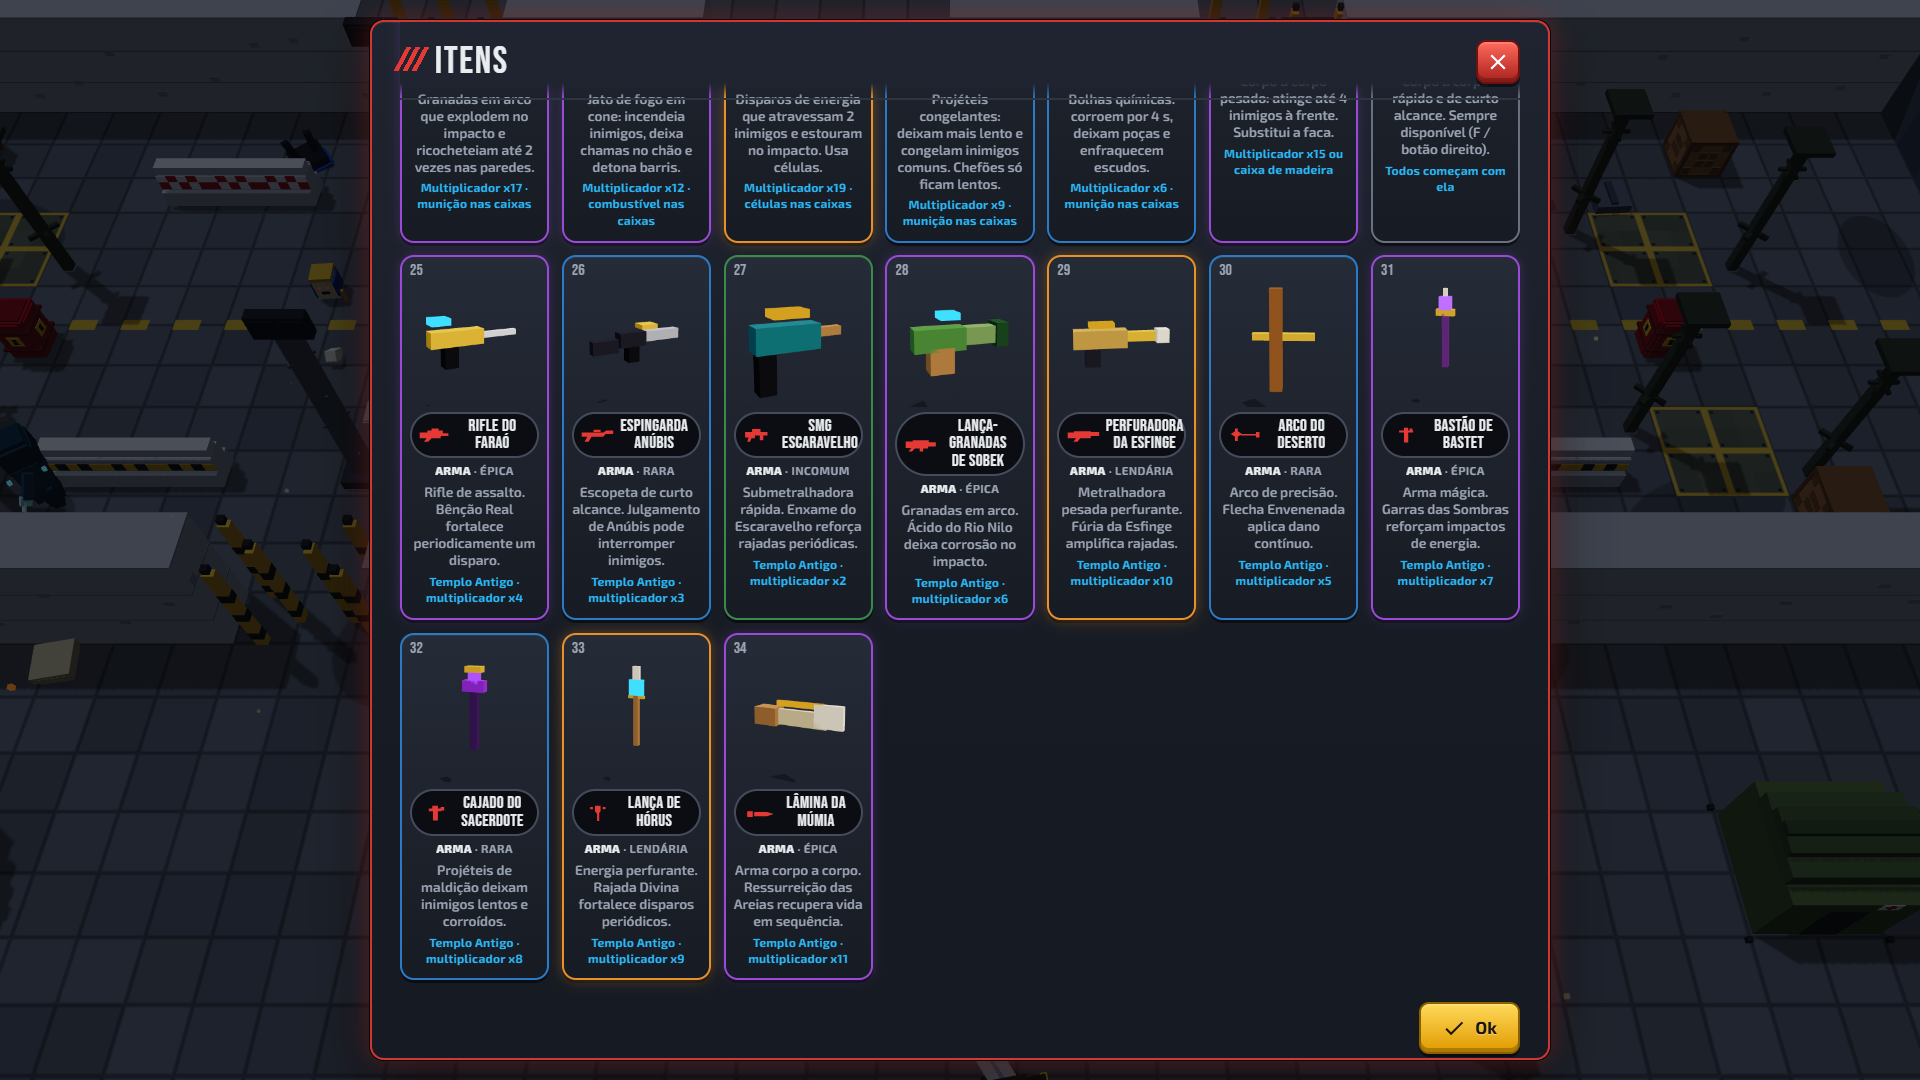 ITENS
Granadas em arco
que explodem no
impacto e
ricocheteiam até 2
vezes nas paredes.
Multiplicador x17 ·
munição nas caixas
Jato de fogo em
cone: incendeia
inimigos, deixa
chamas no chão e
detona barris.
Multiplicador x12 ·
combustível nas
caixas
Disparos de energia
que atravessam 2
inimigos e estouram
no impacto. Usa
células.
Multiplicador x19 ·
células nas caixas
Projéteis
congelantes:
deixam mais lento e
congelam inimigos
comuns. Chefões só
ficam lentos.
Multiplicador x9 ·
munição nas caixas
Bolhas químicas:
corroem por 4 s,
deixam poças e
enfraquecem
escudos.
Multiplicador x6 ·
munição nas caixas
Corpo a corpo
pesado: atinge até 4
inimigos à frente.
Substitui a faca.
Multiplicador x15 ou
caixa de madeira
Corpo a corpo
rápido e de curto
alcance. Sempre
disponível (F /
botão direito).
Todos começam com
ela
25
RIFLE DO
FARAÓ
ARMA · ÉPICA
Rifle de assalto.
Bênção Real
fortalece
periodicamente um
disparo.
Templo Antigo ·
multiplicador x4
26
ESPINGARDA
ANÚBIS
ARMA · RARA
Escopeta de curto
alcance. Julgamento
de Anúbis pode
interromper
inimigos.
Templo Antigo ·
multiplicador x3
27
SMG
ESCARAVELHO
ARMA · INCOMUM
Submetralhadora
rápida. Enxame do
Escaravelho reforça
rajadas periódicas.
Templo Antigo ·
multiplicador x2
28
LANÇA-
GRANADAS
DE SOBEK
ARMA · ÉPICA
Granadas em arco.
Ácido do Rio Nilo
deixa corrosão no
impacto.
Templo Antigo ·
multiplicador x6
29
PERFURADORA
DA ESFINGE
ARMA · LENDÁRIA
Metralhadora
pesada perfurante.
Fúria da Esfinge
amplifica rajadas.
Templo Antigo ·
multiplicador x10
30
ARCO DO
DESERTO
ARMA · RARA
Arco de precisão.
Flecha Envenenada
aplica dano
contínuo.
Templo Antigo ·
multiplicador x5
31
BASTÃO DE
BASTET
ARMA · ÉPICA
Arma mágica.
Garras das Sombras
reforçam impactos
de energia.
Templo Antigo ·
multiplicador x7
32
CAJADO DO
SACERDOTE
ARMA · RARA
Projéteis de
maldição deixam
inimigos lentos e
corroídos.
Templo Antigo ·
multiplicador x8
33
LANÇA DE
HÓRUS
ARMA · LENDÁRIA
Energia perfurante.
Rajada Divina
fortalece disparos
periódicos.
Templo Antigo ·
multiplicador x9
34
LÂMINA DA
MÚMIA
ARMA · ÉPICA
Arma corpo a corpo.
Ressurreição das
Areias recupera vida
em sequência.
Templo Antigo ·
multiplicador x11
Ok